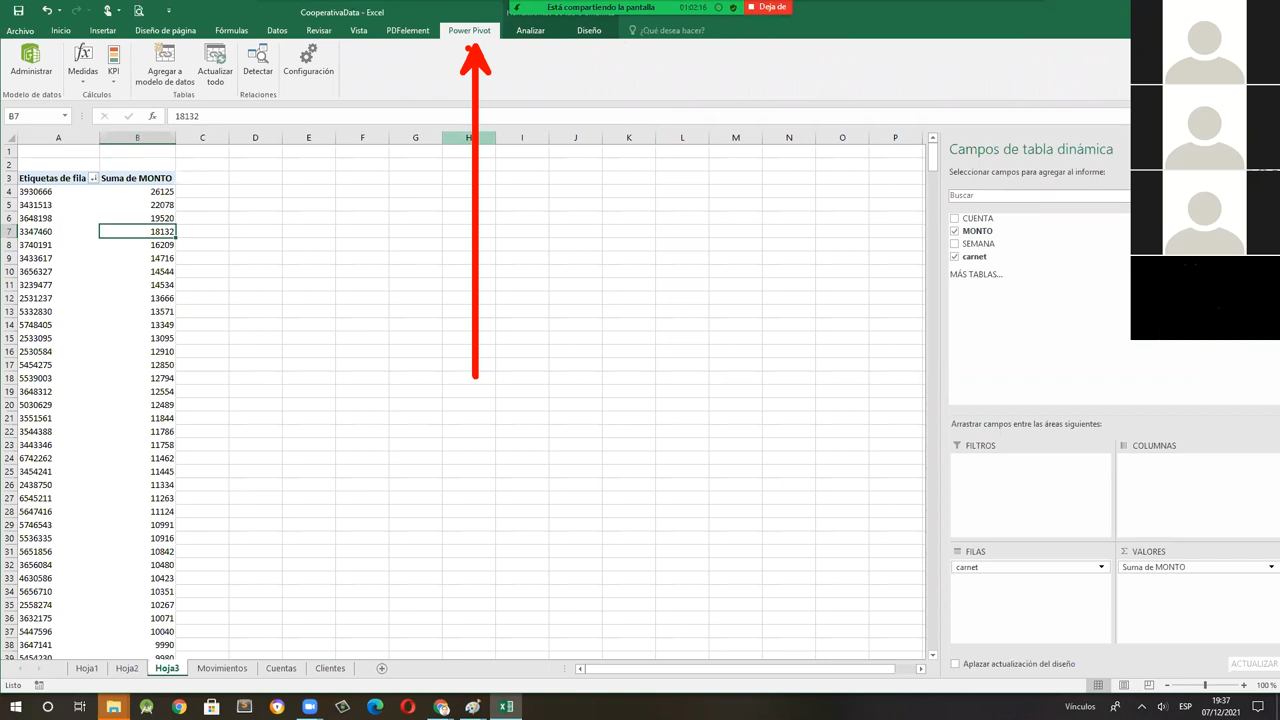 CooperativaData - Excel
Está compartiendo la pantalla
01:02:16
Deja de
Archivo Inicio Insertar Diseño de página Fórmulas Datos Revisar Vista PDFelement Power Pivot Analizar Diseño ¿Qué desea hacer?
Administrar
Medidas KPI
Agregar a modelo de datos
Actualizar todo
Detectar
Configuración
Modelo de datos Cálculos Tablas Relaciones
B7 fx 18132
A B C D E F G H I J K L M N O P
1
2
3 Etiquetas de fila Suma de MONTO
4 3930666 26125
5 3431513 22078
6 3648198 19520
7 3347460 18132
8 3740191 16209
9 3433617 14716
10 3656327 14544
11 3239477 14534
12 2531237 13666
13 5332830 13571
14 5748405 13349
15 2533095 13095
16 2530584 12910
17 5454275 12850
18 5539003 12794
19 3648312 12554
20 5030629 12489
21 3551561 11844
22 3544388 11786
23 3443346 11758
24 6742262 11462
25 3454241 11445
26 2438750 11334
27 6545211 11263
28 5647416 11124
29 5746543 10991
30 5536335 10916
31 5651856 10842
32 3656084 10480
33 4630586 10423
34 5656710 10351
35 2558274 10267
36 3632175 10071
37 5447596 10040
38 3647141 9990
Campos de tabla dinámica
Seleccionar campos para agregar al informe:
Buscar
CUENTA
MONTO
SEMANA
carnet
MÁS TABLAS...
Arrastrar campos entre las áreas siguientes:
FILTROS COLUMNAS
FILAS Σ VALORES
carnet Suma de MONTO
Aplazar actualización del diseño ACTUALIZAR
Hoja1 Hoja2 Hoja3 Movimientos Cuentas Clientes
Listo 100 %
Vínculos ESP 19:37
07/12/2021